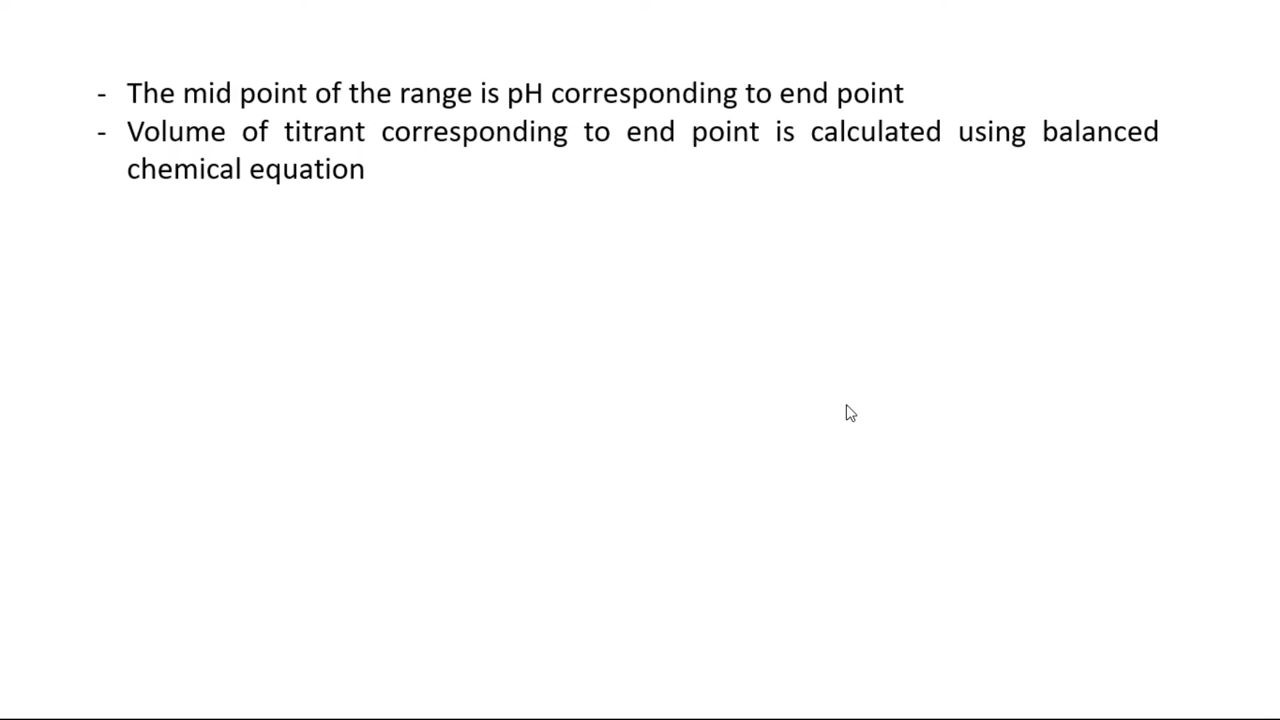 - The mid point of the range is pH corresponding to end point
- Volume of titrant corresponding to end point is calculated using balanced
chemical equation